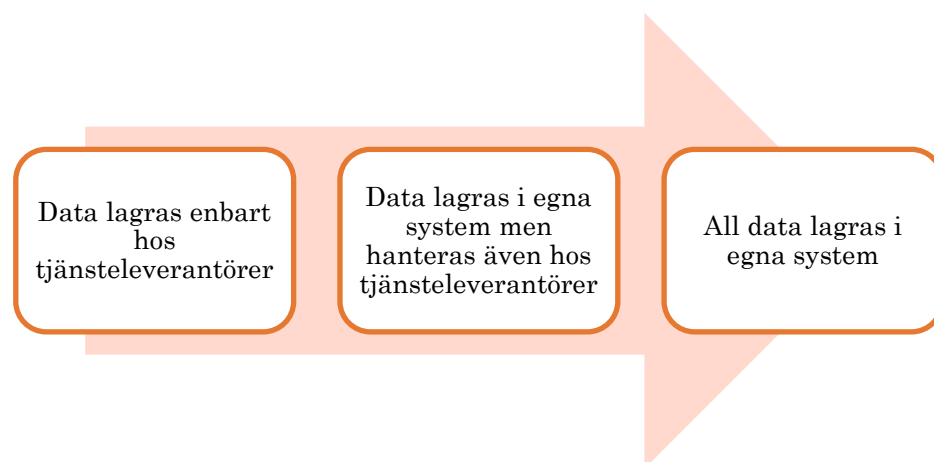 Data lagras enbart
hos
tjänsteleverantörer
Data lagras i egna
system men
hanteras även hos
tjänsteleverantörer
All data lagras i
egna system